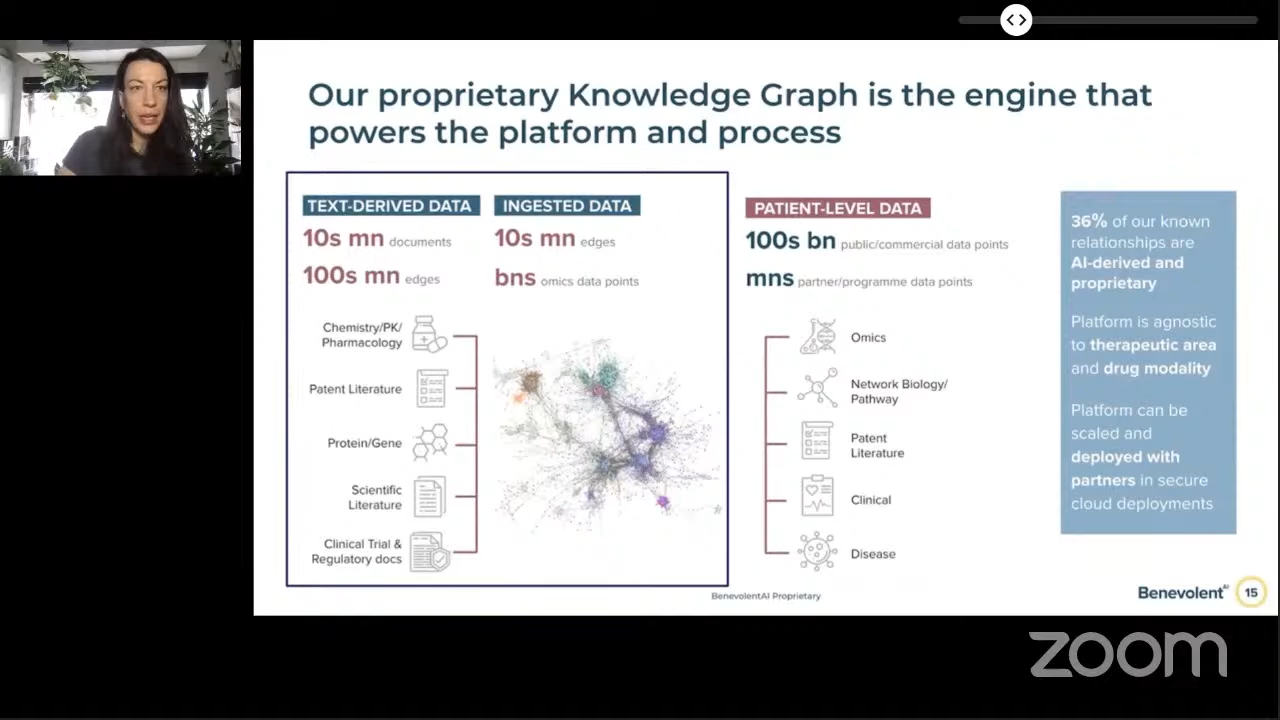 Our proprietary Knowledge Graph is the engine that
powers the platform and process
TEXT-DERIVED DATA
10s mn documents
100s mn edges
INGESTED DATA
10s mn edges
bns omics data points
Chemistry/PK/
Pharmacology
Patent Literature
Protein/Gene
Scientific
Literature
Clinical Trial &
Regulatory docs
PATIENT-LEVEL DATA
100s bn public/commercial data points
mns partner/programme data points
Omics
Network Biology/
Pathway
Patent
Literature
Clinical
Disease
36% of our known
relationships are
AI-derived and
proprietary
Platform is agnostic
to therapeutic area
and drug modality
Platform can be
scaled and
deployed with
partners in secure
cloud deployments
BenevolentAI Proprietary
Benevolent AI
15
zoom